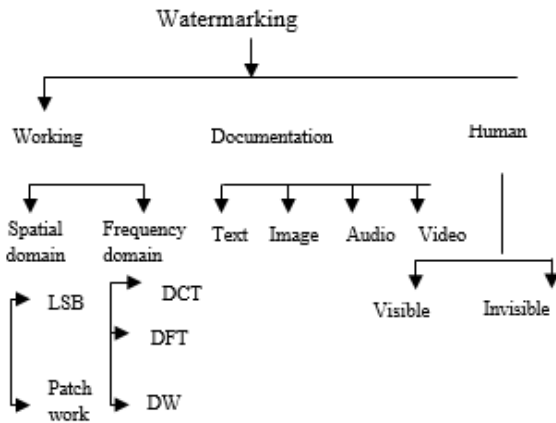 Watermarking
Working Documentation Human
Spatial domain
Frequency domain
Text Image Audio Video
LSB
DCT
DFT
Patch work
DW
Visible Invisible